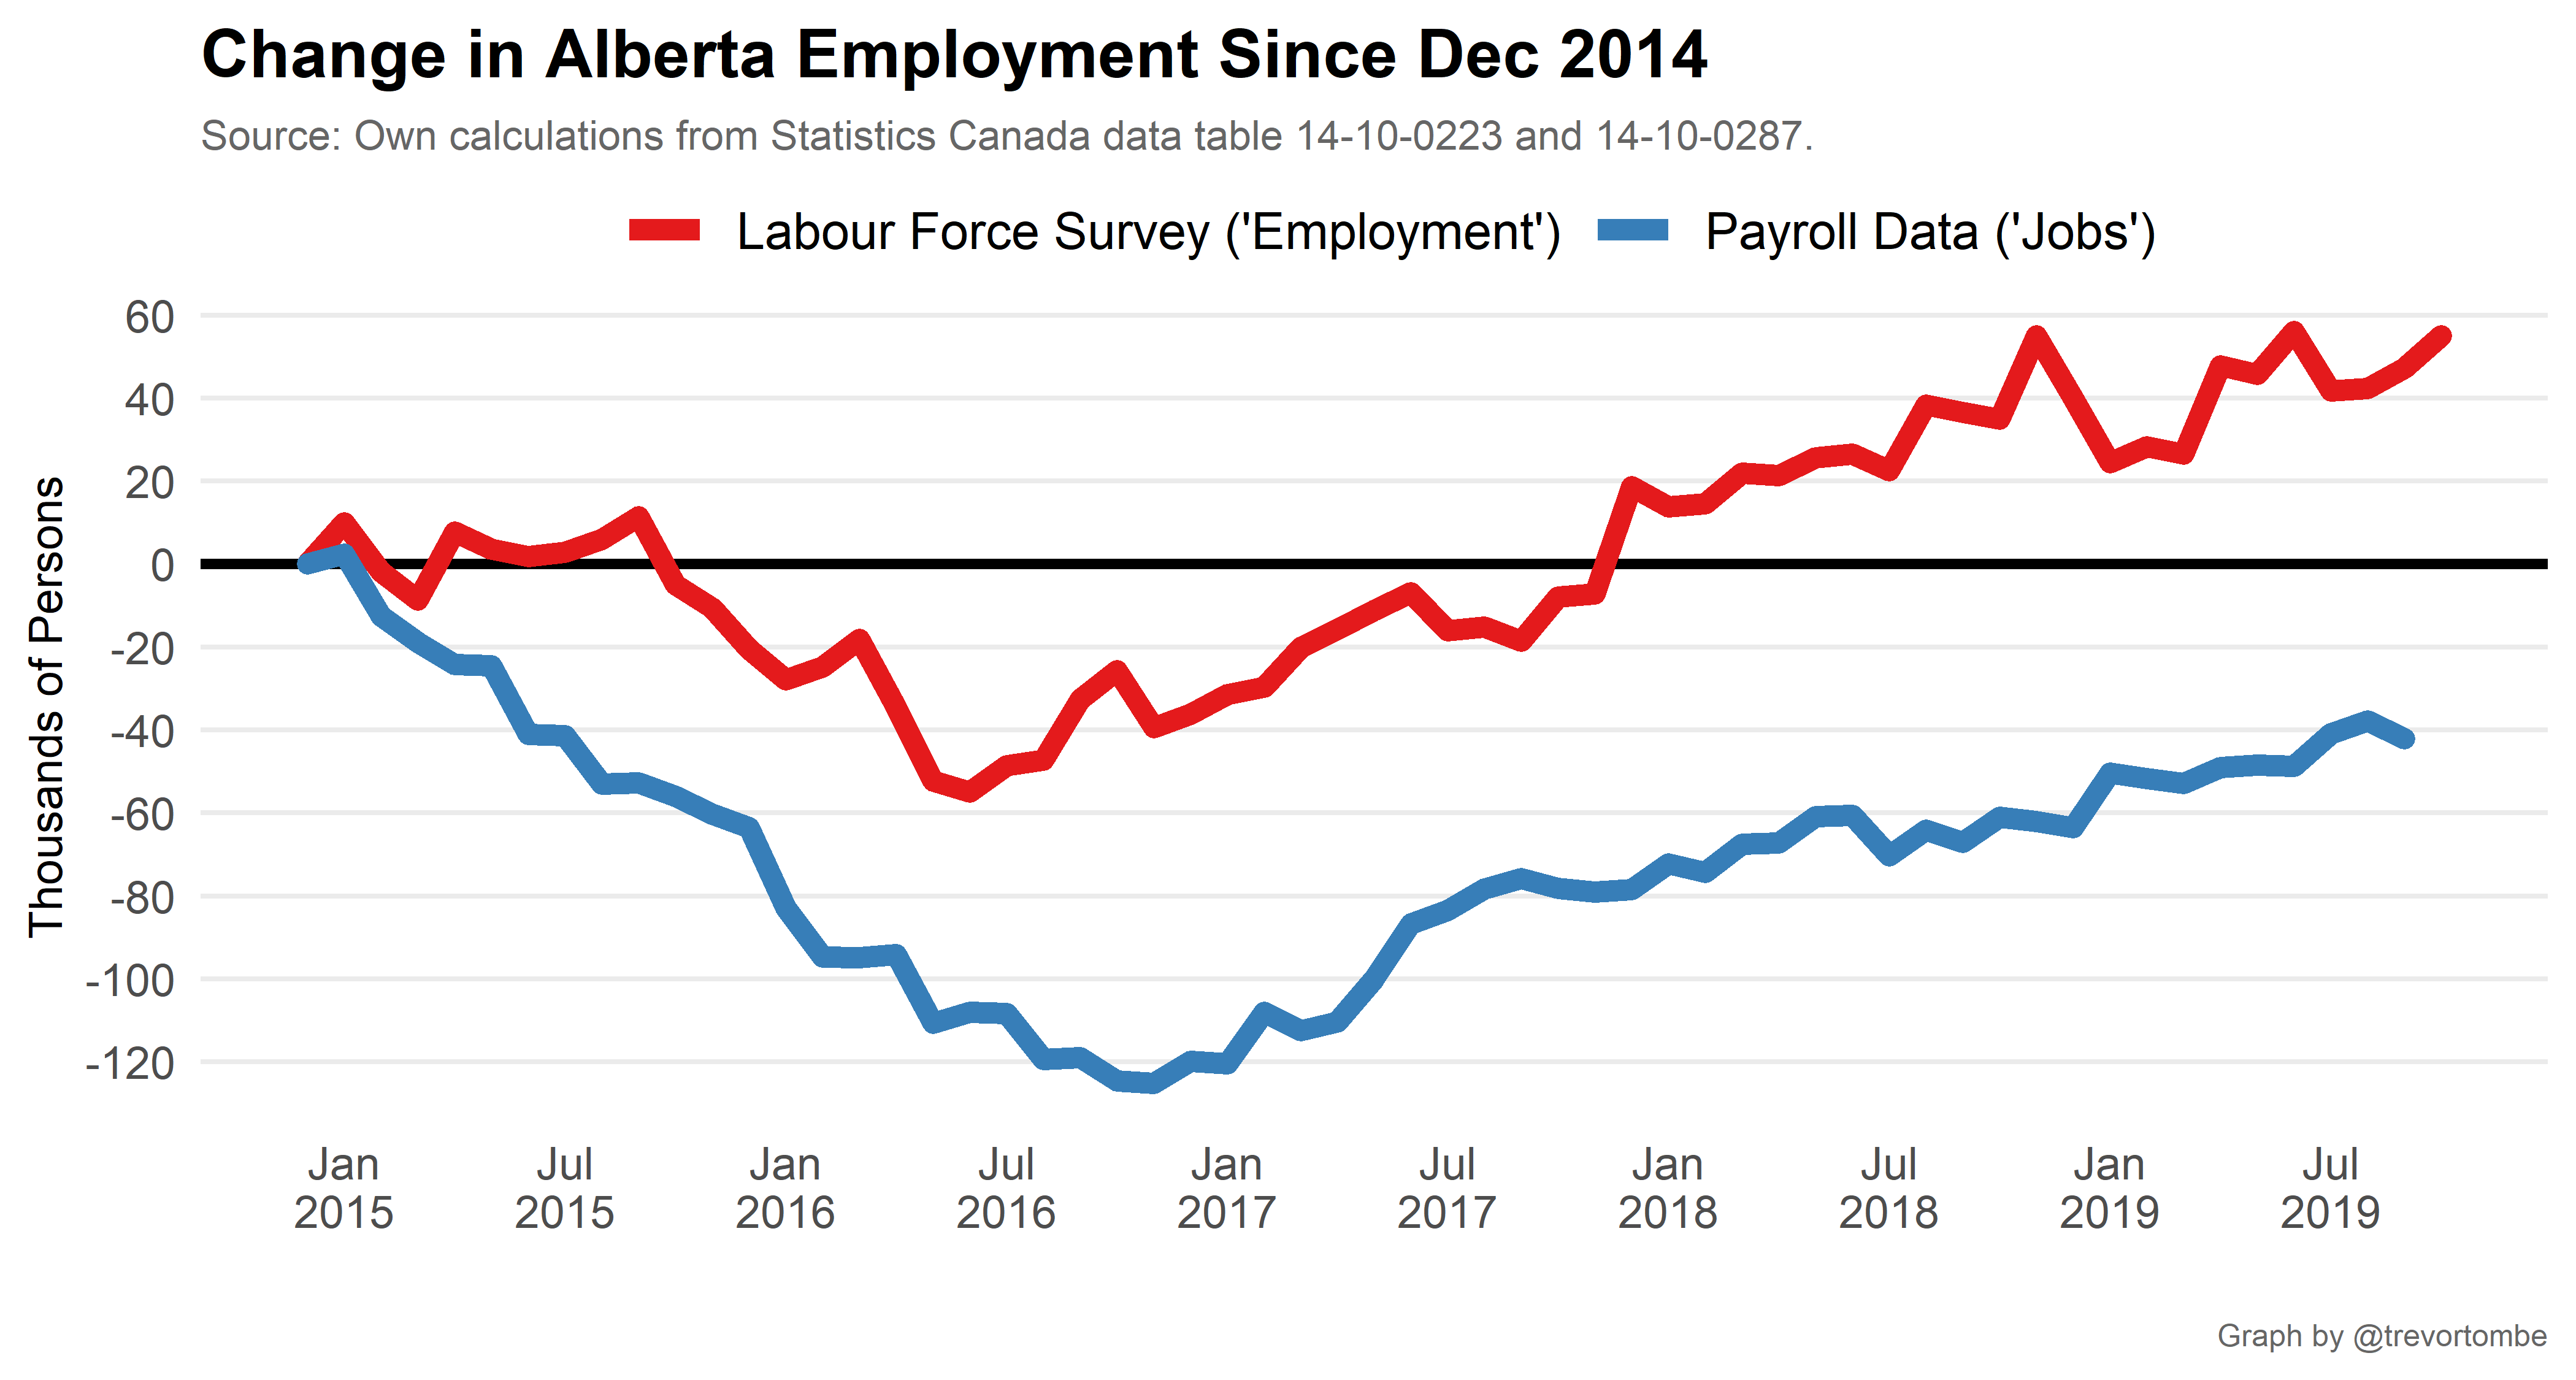 Change in Alberta Employment Since Dec 2014
Source: Own calculations from Statistics Canada data table 14-10-0223 and 14-10-0287.
Labour Force Survey ('Employment') Payroll Data ('Jobs')
Thousands of Persons
60
40
20
0
-20
-40
-60
-80
-100
-120
Jan Jul Jan Jul Jan Jul Jan Jul Jan Jul
2015 2015 2016 2016 2017 2017 2018 2018 2019 2019
Graph by @trevortombe